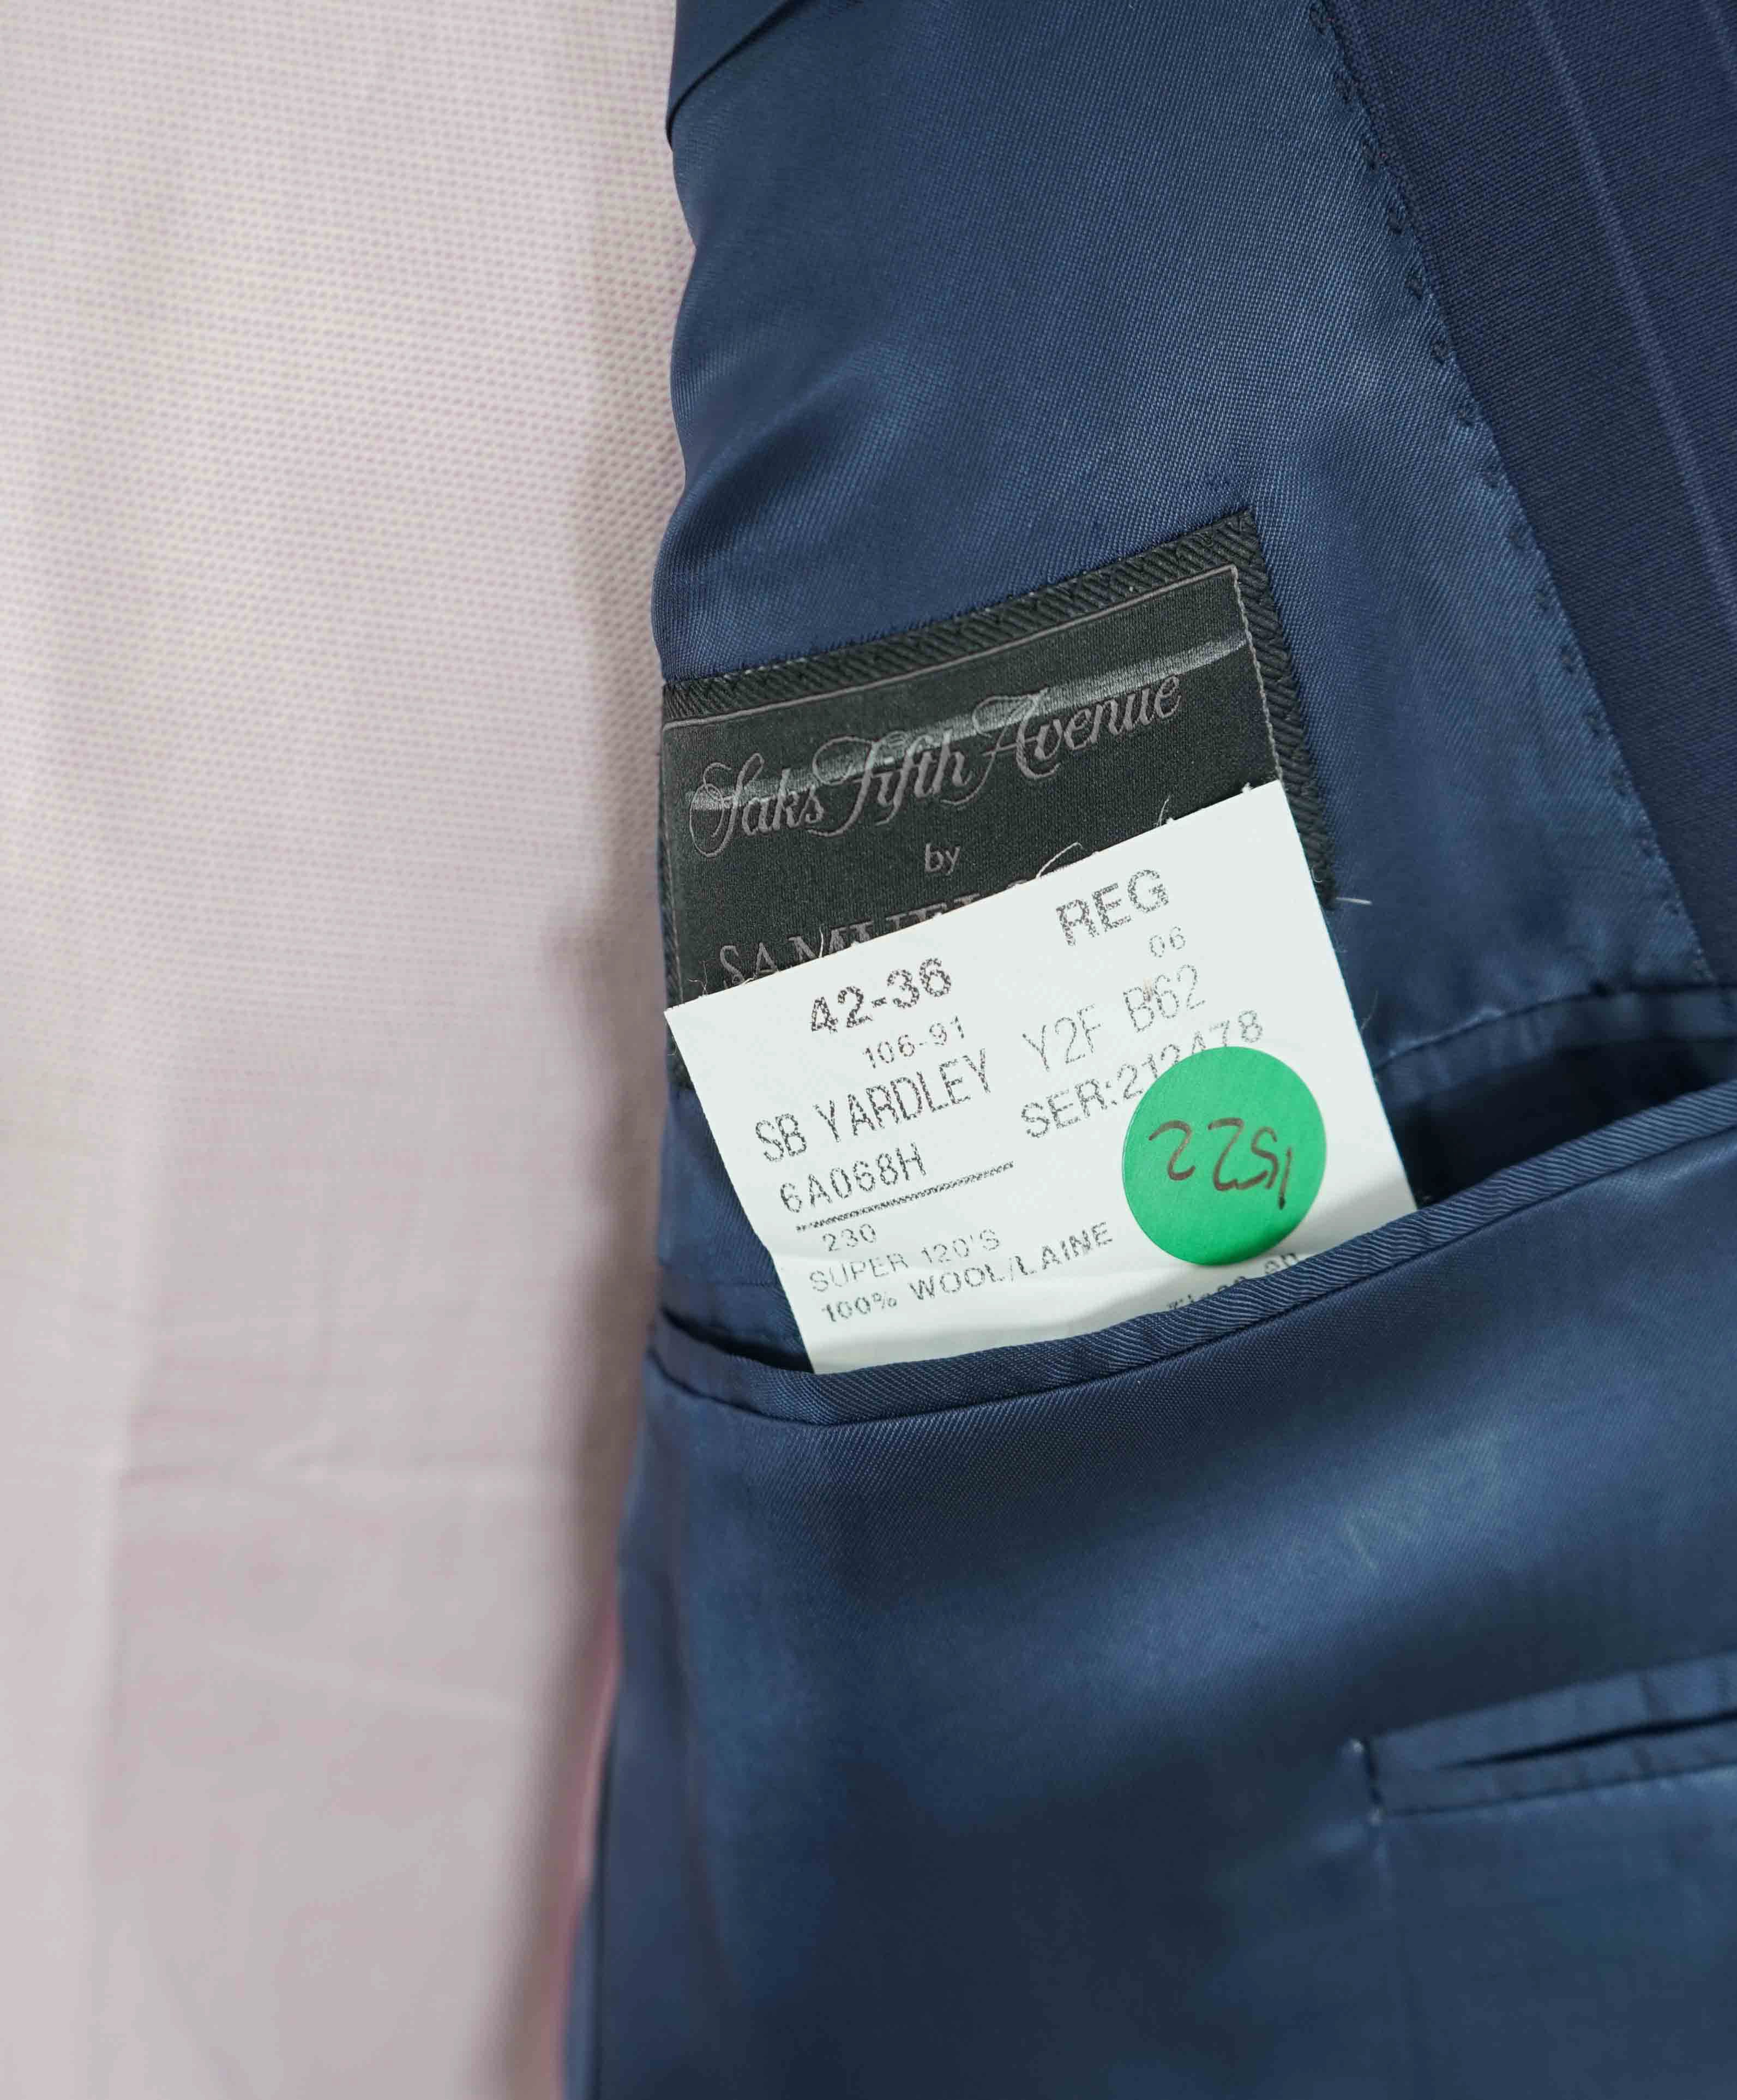 Saks Fifth Avenue
by
42-36 REG
106-91 06
SB YARDLEY Y2F B62
6A068H
230
SUPER 120'S
100% WOOL/LAINE
1522